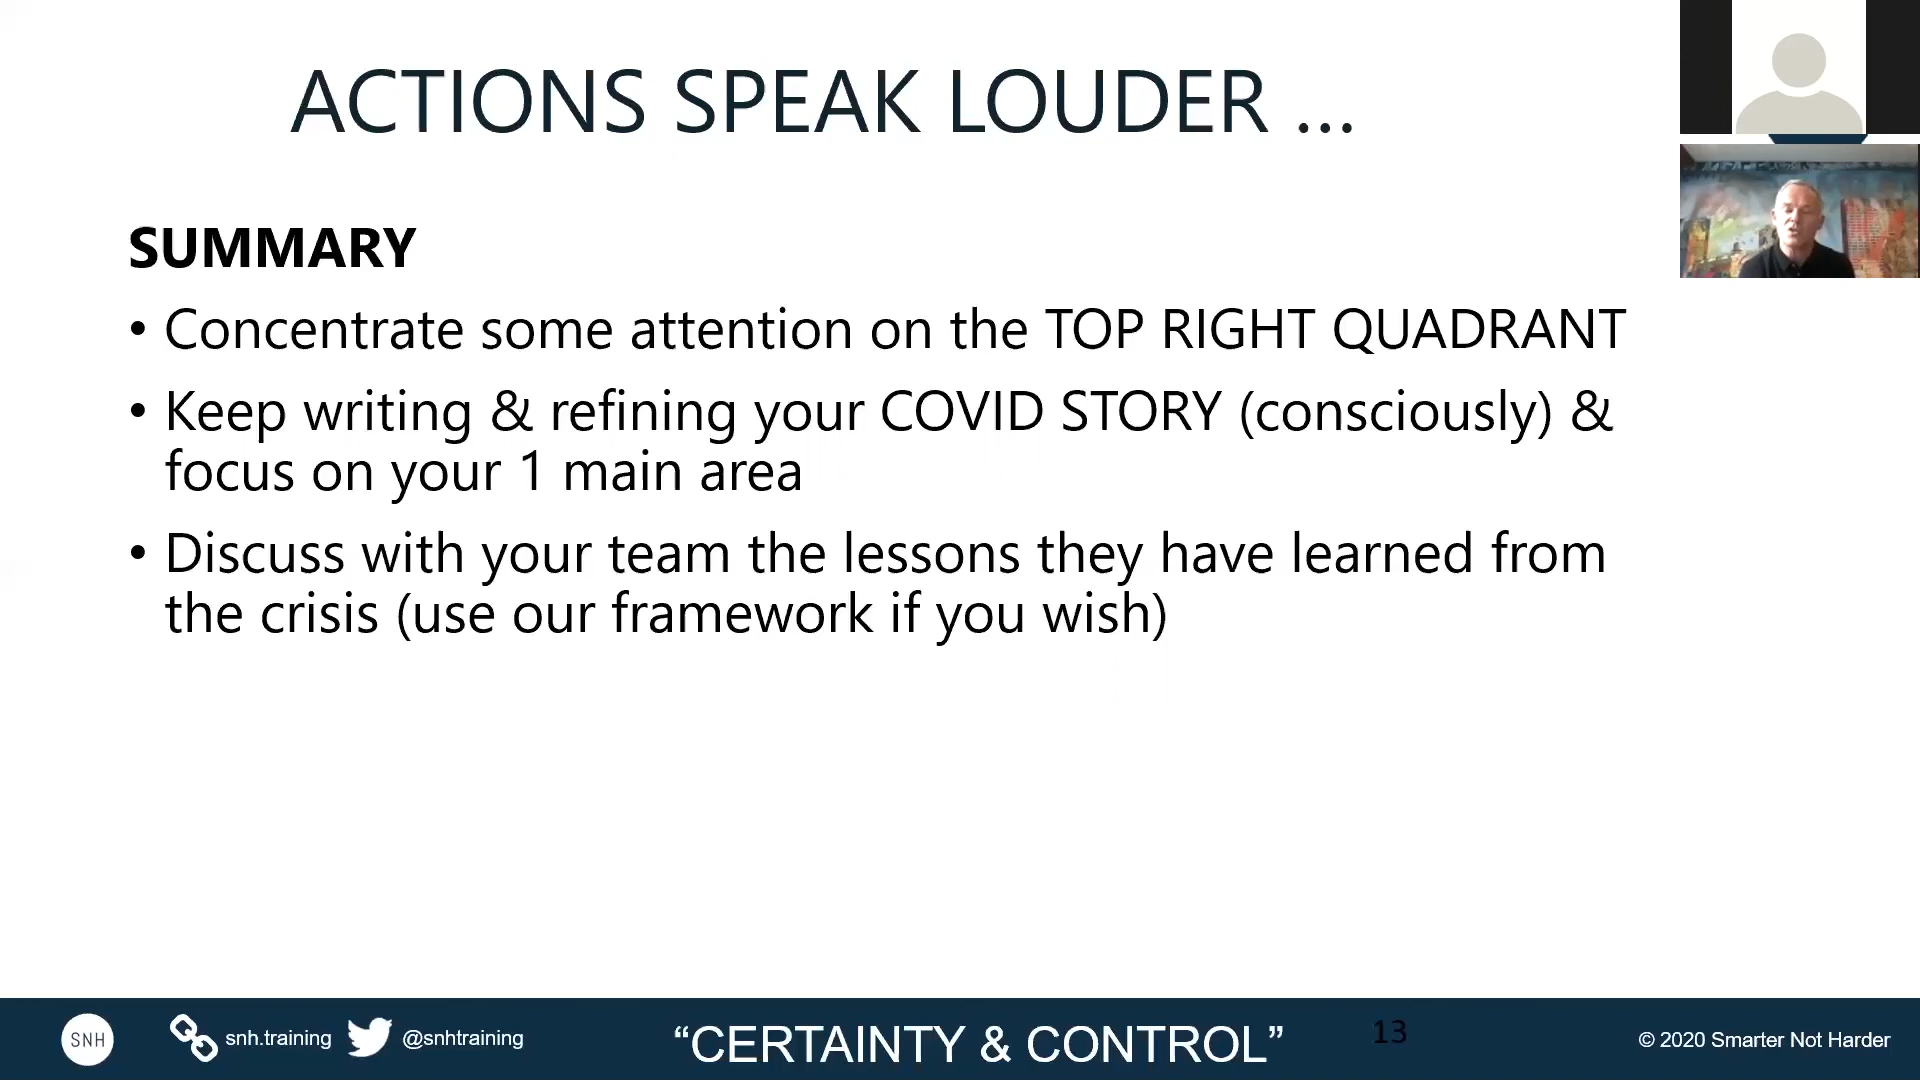 ACTIONS SPEAK LOUDER ...
SUMMARY
• Concentrate some attention on the TOP RIGHT QUADRANT
• Keep writing & refining your COVID STORY (consciously) &
focus on your 1 main area
• Discuss with your team the lessons they have learned from
the crisis (use our framework if you wish)
SNH
snh.training
@snhtraining
“CERTAINTY & CONTROL”
13
© 2020 Smarter Not Harder